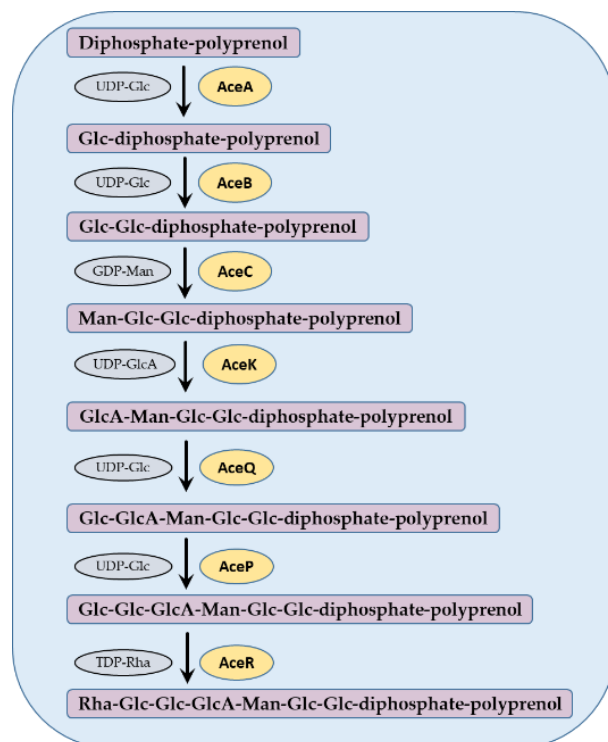 Diphosphate-polyprenol
UDP-Glc AceA
Glc-diphosphate-polyprenol
UDP-Glc AceB
Glc-Glc-diphosphate-polyprenol
GDP-Man AceC
Man-Glc-Glc-diphosphate-polyprenol
UDP-GlcA AceK
GlcA-Man-Glc-Glc-diphosphate-polyprenol
UDP-Glc AceQ
Glc-GlcA-Man-Glc-Glc-diphosphate-polyprenol
UDP-Glc AceP
Glc-Glc-GlcA-Man-Glc-Glc-diphosphate-polyprenol
TDP-Rha AceR
Rha-Glc-Glc-GlcA-Man-Glc-Glc-diphosphate-polyprenol